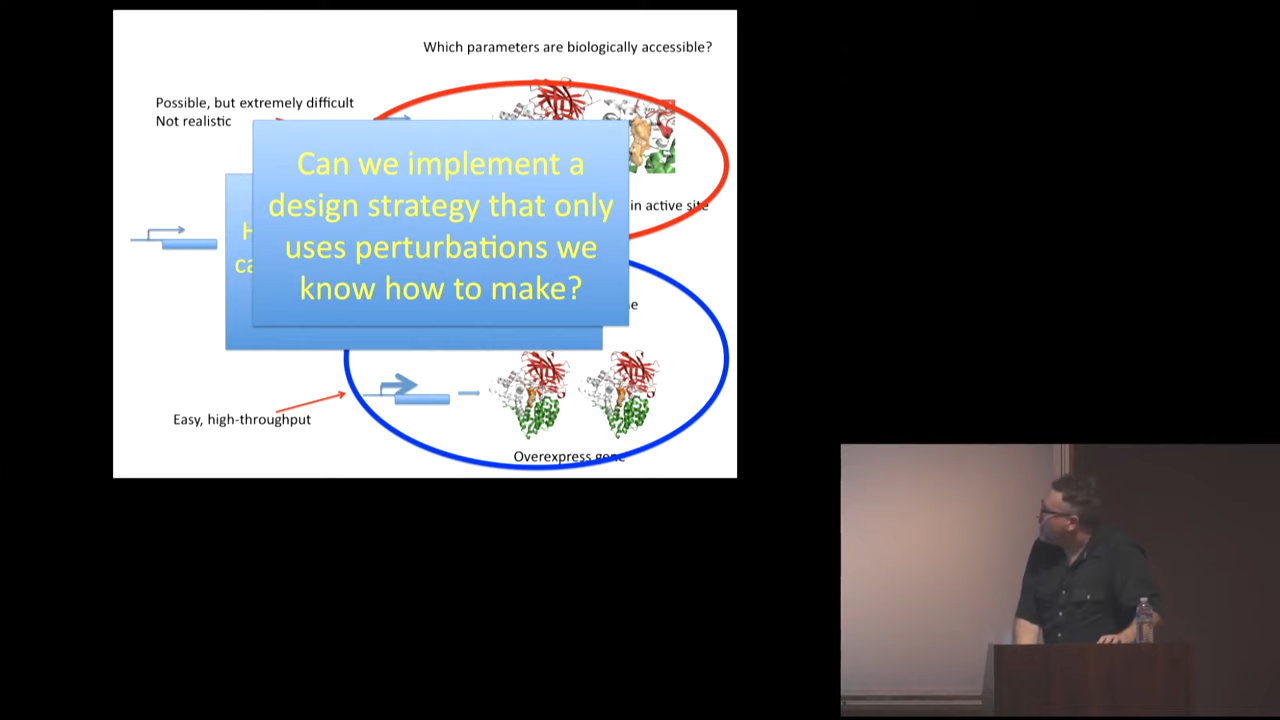 Which parameters are biologically accessible?
Possible, but extremely difficult
Not realistic
Can we implement a
design strategy that only
uses perturbations we
know how to make?
in active site
Easy, high-throughput
Overexpress gene